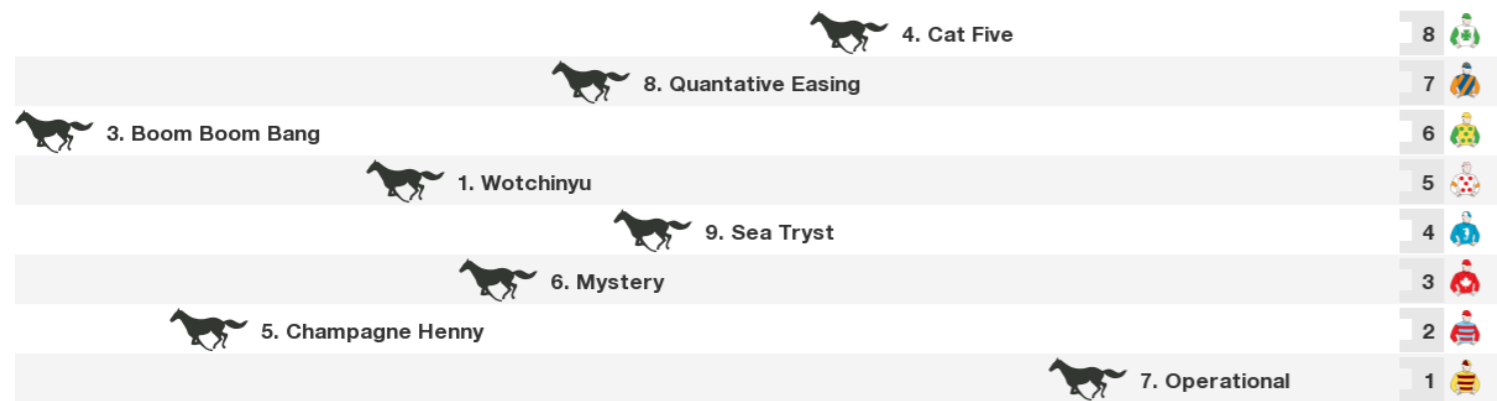 4. Cat Five 8
8. Quantative Easing 7
3. Boom Boom Bang 6
1. Wotchinyu 5
9. Sea Tryst 4
6. Mystery 3
5. Champagne Henny 2
7. Operational 1